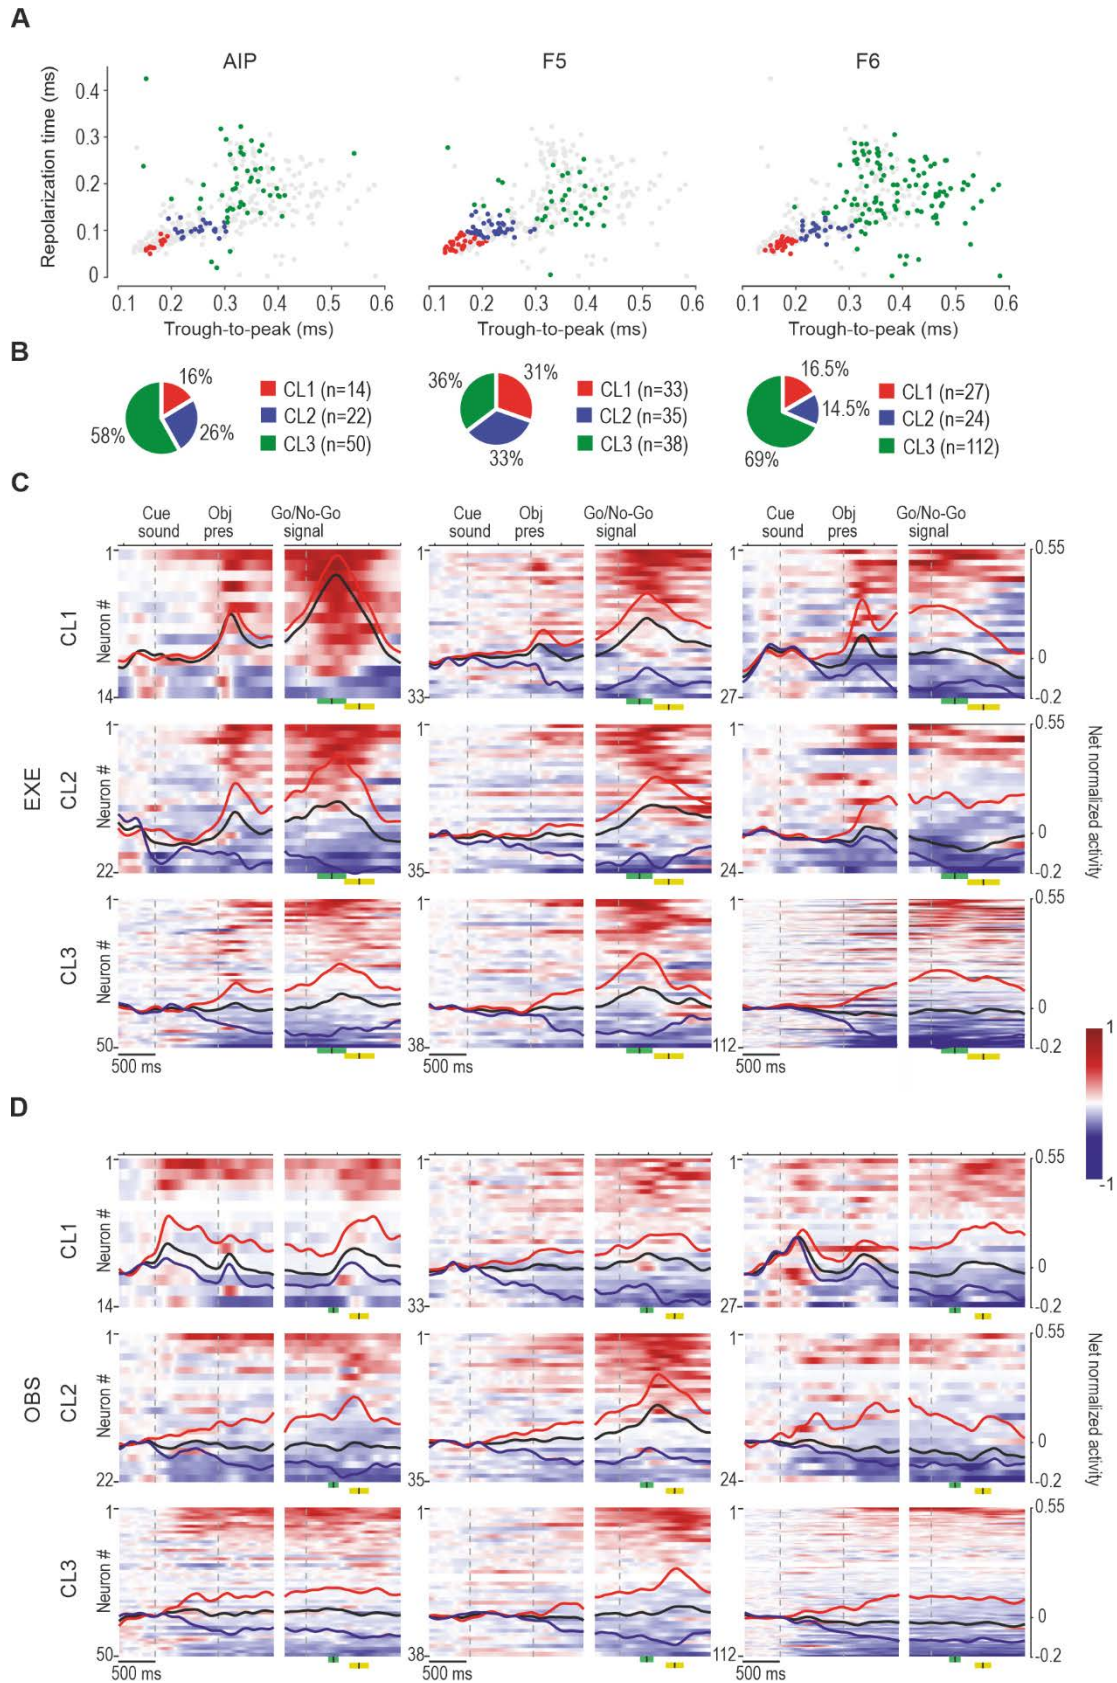 A
AIP F5 F6
Repolarization time (ms)
0.4
0.3
0.2
0.1
0
0.1 0.2 0.3 0.4 0.5 0.6 0.1 0.2 0.3 0.4 0.5 0.6 0.1 0.2 0.3 0.4 0.5 0.6
Trough-to-peak (ms) Trough-to-peak (ms) Trough-to-peak (ms)
B
16% CL1 (n=14)
26% CL2 (n=22)
58% CL3 (n=50)
31% CL1 (n=33)
33% CL2 (n=35)
36% CL3 (n=38)
16.5% CL1 (n=27)
14.5% CL2 (n=24)
69% CL3 (n=112)
C
Cue sound Obj pres Go/No-Go signal Cue sound Obj pres Go/No-Go signal Cue sound Obj pres Go/No-Go signal
EXE
CL1
Neuron #
1 1 1 0.55
0
14 33 27 -0.2
CL2
Neuron #
1 1 1 0.55
0
22 35 24 -0.2
Net normalized activity
CL3
Neuron #
1 1 1 0.55
0
50 38 112 -0.2
500 ms 500 ms 500 ms
1
-1
D
OBS
CL1
Neuron #
1 1 1 0.55
0
14 33 27 -0.2
CL2
Neuron #
1 1 1 0.55
0
22 35 24 -0.2
Net normalized activity
CL3
Neuron #
1 1 1 0.55
0
50 38 112 -0.2
500 ms 500 ms 500 ms